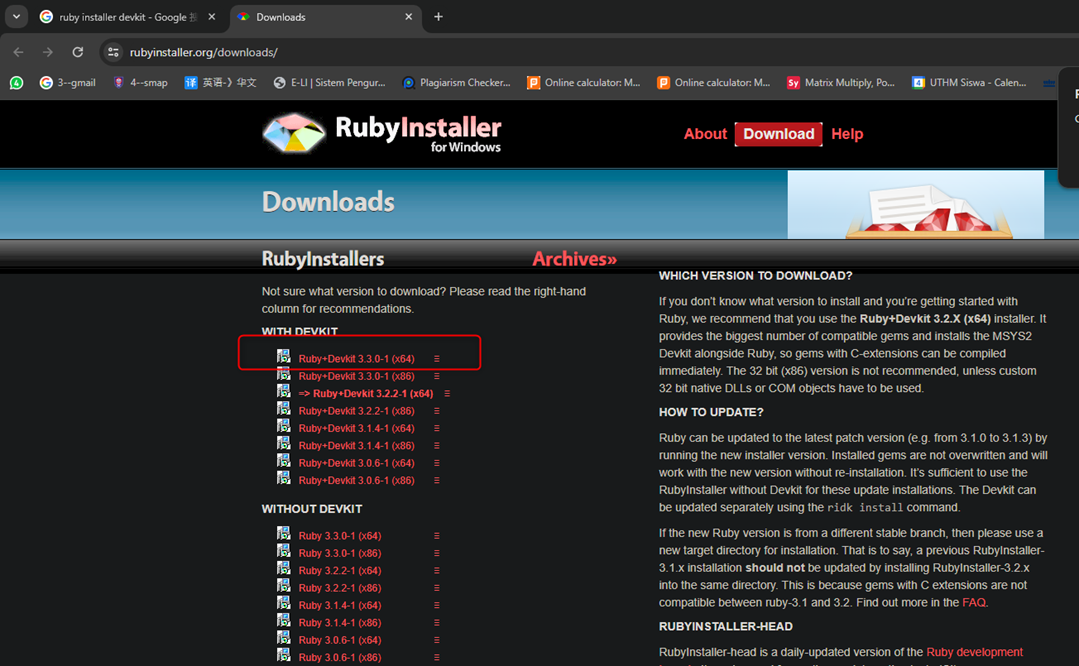 ruby installer devkit - Google 搜
Downloads
rubyinstaller.org/downloads/
3--gmail
4--smap
译
英语-》华文
E-LI | Sistem Pengur...
Plagiarism Checker...
Online calculator: M...
Online calculator: M...
Sy
Matrix Multiply, Po...
UTHM Siswa - Calen...
RubyInstaller
for Windows
About
Download
Help
Downloads
RubyInstallers
Archives»
Not sure what version to download? Please read the right-hand
column for recommendations.
WITH DEVKIT
Ruby+Devkit 3.3.0-1 (x64)
Ruby+Devkit 3.3.0-1 (x86)
=> Ruby+Devkit 3.2.2-1 (x64)
Ruby+Devkit 3.2.2-1 (x86)
Ruby+Devkit 3.1.4-1 (x64)
Ruby+Devkit 3.1.4-1 (x86)
Ruby+Devkit 3.0.6-1 (x64)
Ruby+Devkit 3.0.6-1 (x86)
WITHOUT DEVKIT
Ruby 3.3.0-1 (x64)
Ruby 3.3.0-1 (x86)
Ruby 3.2.2-1 (x64)
Ruby 3.2.2-1 (x86)
Ruby 3.1.4-1 (x64)
Ruby 3.1.4-1 (x86)
Ruby 3.0.6-1 (x64)
Ruby 3.0.6-1 (x86)
WHICH VERSION TO DOWNLOAD?
If you don't know what version to install and you're getting started with
Ruby, we recommend that you use the Ruby+Devkit 3.2.X (x64) installer. It
provides the biggest number of compatible gems and installs the MSYS2
Devkit alongside Ruby, so gems with C-extensions can be compiled
immediately. The 32 bit (x86) version is not recommended, unless custom
32 bit native DLLs or COM objects have to be used.
HOW TO UPDATE?
Ruby can be updated to the latest patch version (e.g. from 3.1.0 to 3.1.3) by
running the new installer version. Installed gems are not overwritten and will
work with the new version without re-installation. It's sufficient to use the
RubyInstaller without Devkit for these update installations. The Devkit can
be updated separately using the ridk install command.
If the new Ruby version is from a different stable branch, then please use a
new target directory for installation. That is to say, a previous RubyInstaller-
3.1.x installation should not be updated by installing RubyInstaller-3.2.x
into the same directory. This is because gems with C extensions are not
compatible between ruby-3.1 and 3.2. Find out more in the FAQ.
RUBYINSTALLER-HEAD
RubyInstaller-head is a daily-updated version of the Ruby development